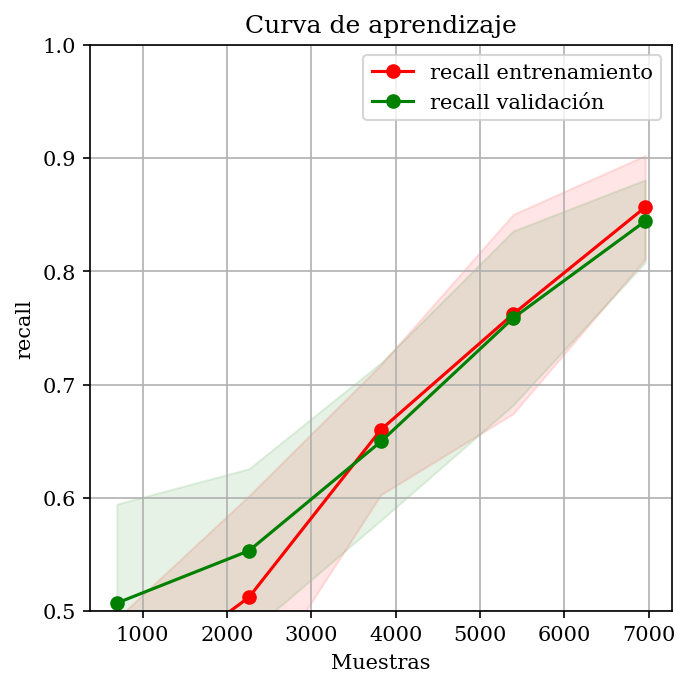 Curva de aprendizaje
recall entrenamiento
recall validación
1.0
0.9
0.8
0.7
0.6
0.5
recall
1000
2000
3000
4000
5000
6000
7000
Muestras